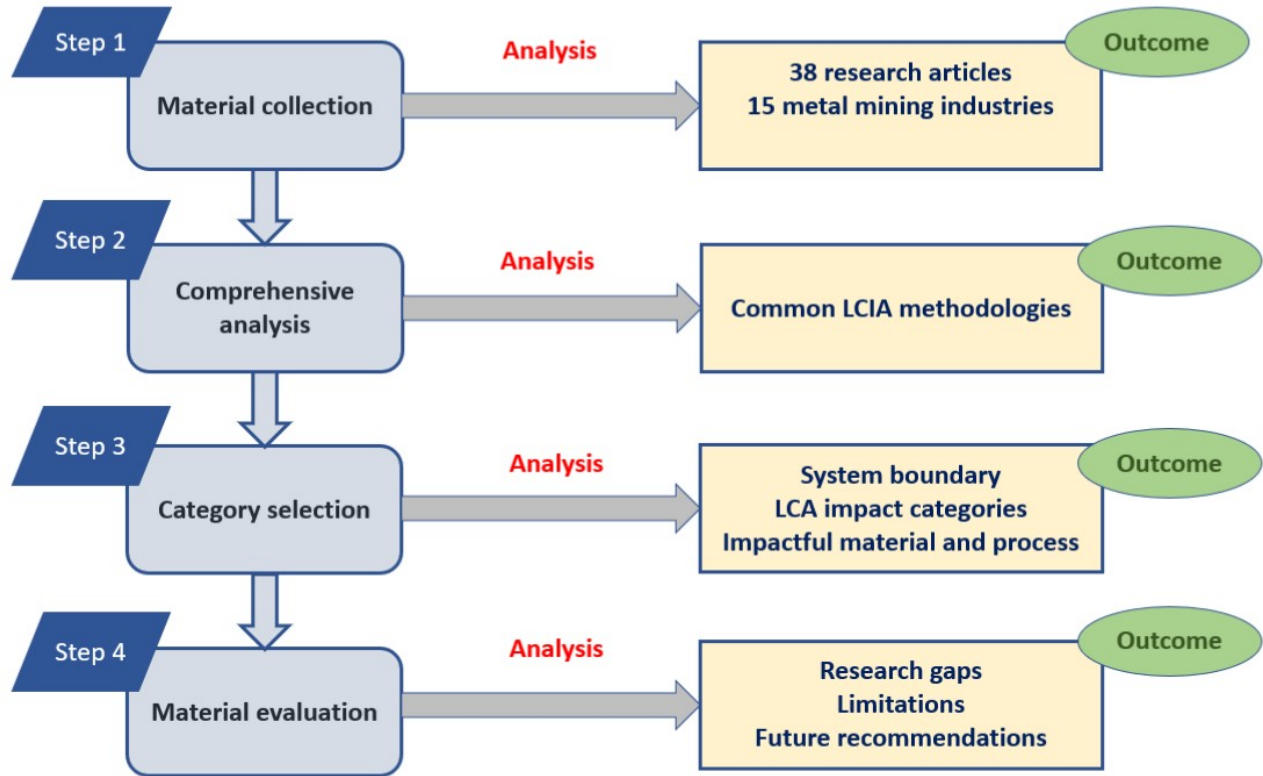 Step 1
Material collection
Analysis
38 research articles
15 metal mining industries
Outcome
Step 2
Comprehensive
analysis
Analysis
Common LCIA methodologies
Outcome
Step 3
Category selection
Analysis
System boundary
LCA impact categories
Impactful material and process
Outcome
Step 4
Material evaluation
Analysis
Research gaps
Limitations
Future recommendations
Outcome